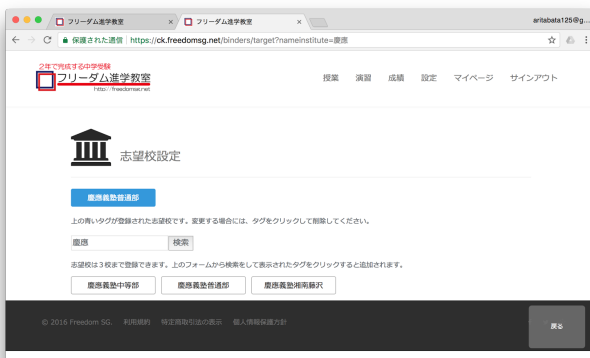 フリーダム進学教室
フリーダム進学教室
aritabata125@g...
保護された通信 | https://ck.freedomsg.net/binders/target?nameinstitute=慶應
2年で完成する中学受験
フリーダム進学教室
http://freedomse.net
授業 演習 成績 設定 マイページ サインアウト
志望校設定
慶應義塾普通部
上の青いタグが登録された志望校です。変更する場合には、タグをクリックして削除してください。
慶應 検索
志望校は3校まで登録できます。上のフォームから検索をして表示されたタグをクリックすると追加されます。
慶應義塾中等部 慶應義塾普通部 慶應義塾湘南藤沢
© 2016 Freedom SG. 利用規約 特定商取引法の表示 個人情報保護方針
戻る